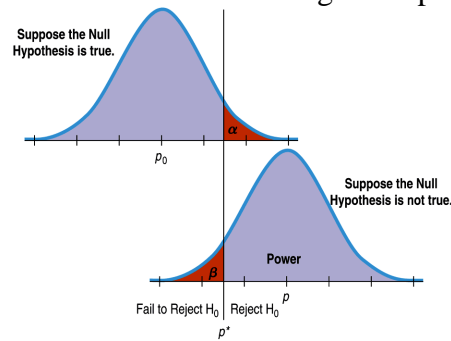 Suppose the Null
Hypothesis is true.
α
p₀
Suppose the Null
Hypothesis is not true.
Power
β
Fail to Reject H₀
Reject H₀
p
p*